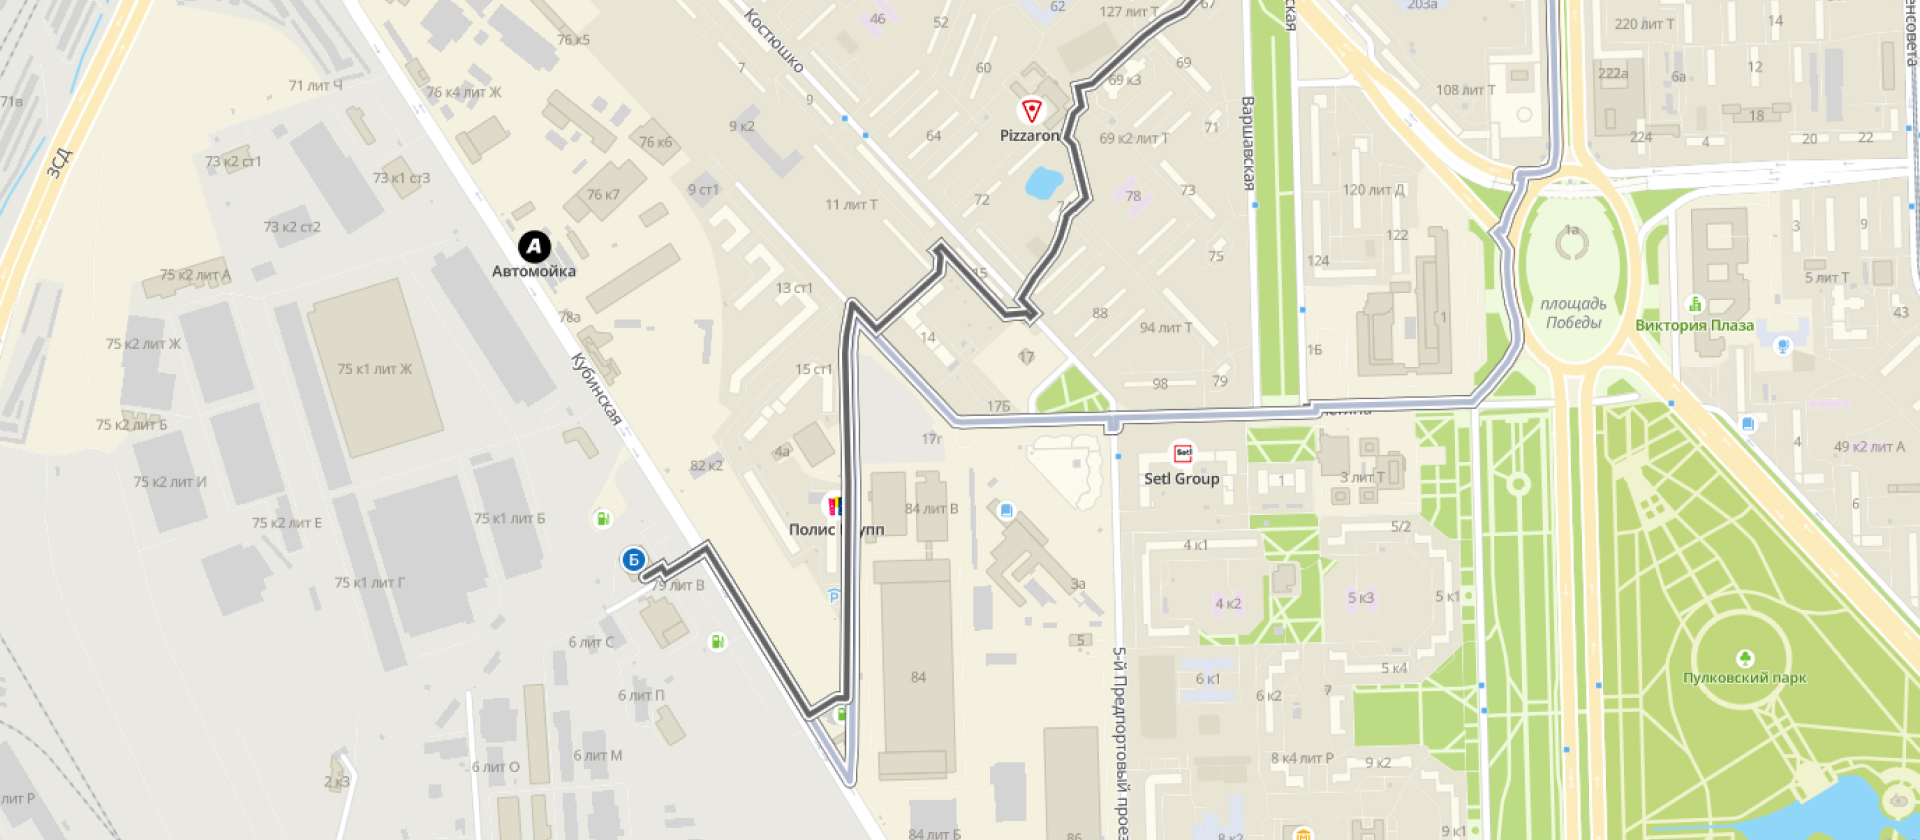 67
127 лит Т
62
203а
46
52
220 лит Т
14
76 к5
Костюшко
60
69
69 к3
222а
6а
12
71 лит Ч
76 к4 лит Ж
7
9
108 лит Т
71в
9 к2
64
Pizzaron
69 к2 лит Т
71
Варшавская
18
224
4
20
22
76 к6
73 к2 ст1
73 к1 ст3
ЗСД
76 к7
9 ст1
11 лит Т
72
78
73
120 лит Д
73 к2 ст2
1а
3
9
122
А
Автомойка
75 к2 лит А
15
75
124
5 лит Т
13 ст1
площадь
Победы
Виктория Плаза
43
78а
88
94 лит Т
1
75 к2 лит Ж
14
17
1Б
75 к1 лит Ж
Кубинская
15 ст1
98
79
17Б
75 к2 лит Б
17г
4а
82 к2
Setl
Setl Group
3 лит Т
1
4
49 к2 лит А
75 к2 лит И
75 к2 лит Е
75 к1 лит Б
84 лит В
5/2
6
4 к1
Б
79 лит В
75 к1 лит Г
3а
4 к2
5 к3
5 к1
6 лит С
5
5-й Предпортовый
6 лит П
84
6 к1
6 к2
7
5 к4
Пулковский парк
6 лит М
6 лит О
2 к3
8 к4 лит Р
9 к2
лит Р
84 лит Б
86
8 к2
9 к1